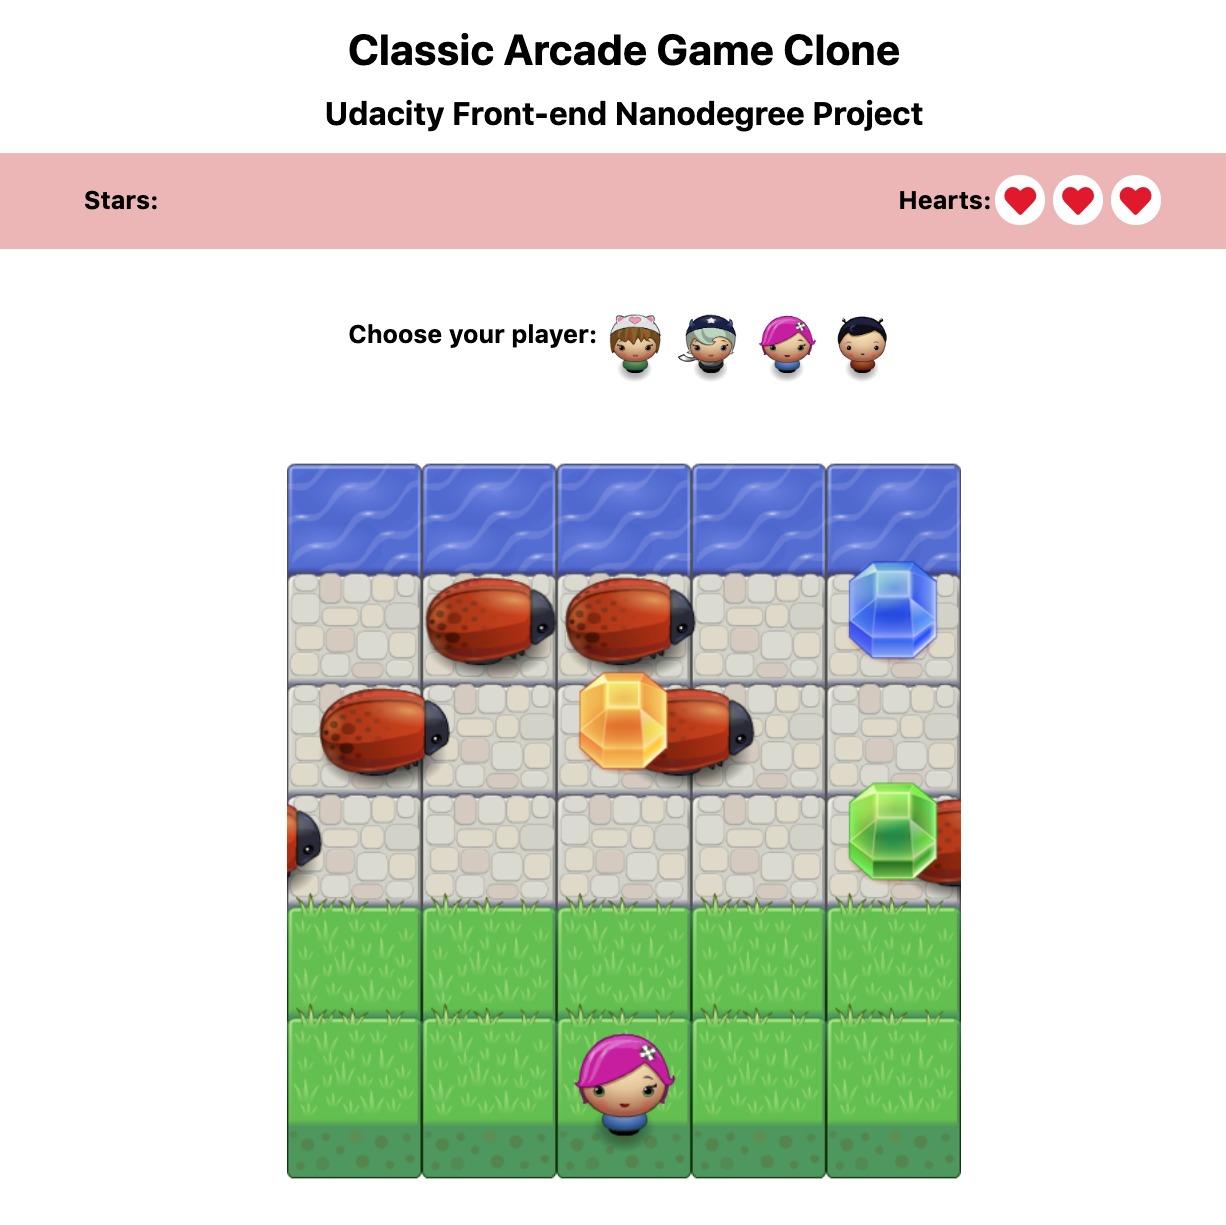 Classic Arcade Game Clone
Udacity Front-end Nanodegree Project
Stars:
Hearts:
Choose your player: